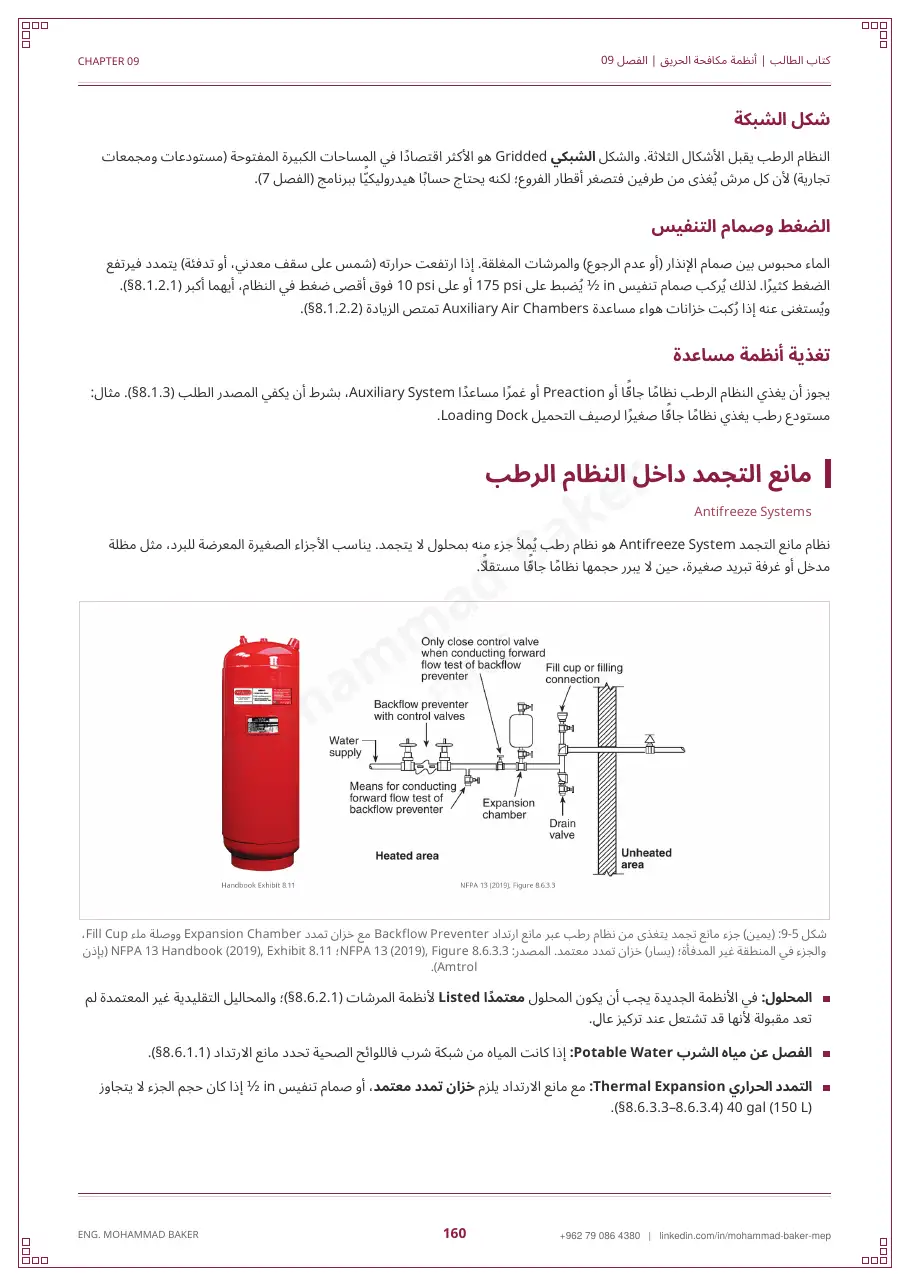 CHAPTER 09
كتاب الطالب | أنظمة مكافحة الحريق | الفصل 09
شكل الشبكة
النظام الرطب يقبل الأشكال الثلاثة. والشكل الشبكي Gridded هو الأكثر اقتصادًا في المساحات الكبيرة المفتوحة (مستودعات ومجمعات
تجارية) لأن كل مرش يُغذى من طرفين فتصغر أقطار الفروع؛ لكنه يحتاج حسابًا هيدروليكيًّا ببرنامج (الفصل 7).
الضغط وصمام التنفيس
الماء محبوس بين صمام الإنذار (أو عدم الرجوع) والمرشات المغلقة. إذا ارتفعت حرارته (شمس على سقف معدني، أو تدفئة) يتمدد فيرتفع
الضغط كثيرًا. لذلك يُركب صمام تنفيس ½ in يُضبط على 175 psi أو على 10 psi فوق أقصى ضغط في النظام، أيهما أكبر (§8.1.2.1).
ويُستغنى عنه إذا رُكبت خزانات هواء مساعدة Auxiliary Air Chambers تمتص الزيادة (§8.1.2.2).
تغذية أنظمة مساعدة
يجوز أن يغذي النظام الرطب نظامًا جافًّا أو Preaction أو غمرًا مساعدًا Auxiliary System، بشرط أن يكفي المصدر الطلب (§8.1.3). مثال:
مستودع رطب يغذي نظامًا جافًّا صغيرًا لرصيف التحميل Loading Dock.
مانع التجمد داخل النظام الرطب
Antifreeze Systems
نظام مانع التجمد Antifreeze System هو نظام رطب يُملأ جزء منه بمحلول لا يتجمد. يناسب الأجزاء الصغيرة المعرضة للبرد، مثل مظلة
مدخل أو غرفة تبريد صغيرة، حين لا يبرر حجمها نظامًا جافًّا مستقلًّا.
Only close control valve
when conducting forward
flow test of backflow
preventer
Fill cup or filling
connection
Backflow preventer
with control valves
Water
supply
Means for conducting
forward flow test of
backflow preventer
Expansion
chamber
Drain
valve
Heated area
Unheated
area
Handbook Exhibit 8.11
NFPA 13 (2019), Figure 8.6.3.3
شكل 5-9: (يمين) جزء مانع تجمد يتغذى من نظام رطب عبر مانع ارتداد Backflow Preventer مع خزان تمدد Expansion Chamber ووصلة ملء Fill Cup،
والجزء في المنطقة غير المدفأة؛ (يسار) خزان تمدد معتمد. المصدر: NFPA 13 (2019), Figure 8.6.3.3؛ NFPA 13 Handbook (2019), Exhibit 8.11 (بإذن
Amtrol).
المحلول: في الأنظمة الجديدة يجب أن يكون المحلول معتمدًا Listed لأنظمة المرشات (§8.6.2.1)؛ والمحاليل التقليدية غير المعتمدة لم
تعد مقبولة لأنها قد تشتعل عند تركيز عالٍ.
الفصل عن مياه الشرب Potable Water: إذا كانت المياه من شبكة شرب فاللوائح الصحية تحدد مانع الارتداد (§8.6.1.1).
التمدد الحراري Thermal Expansion: مع مانع الارتداد يلزم خزان تمدد معتمد، أو صمام تنفيس ½ in إذا كان حجم الجزء لا يتجاوز
40 gal (150 L) (§8.6.3.3–8.6.3.4).
ENG. MOHAMMAD BAKER
160
+962 79 086 4380 | linkedin.com/in/mohammad-baker-mep